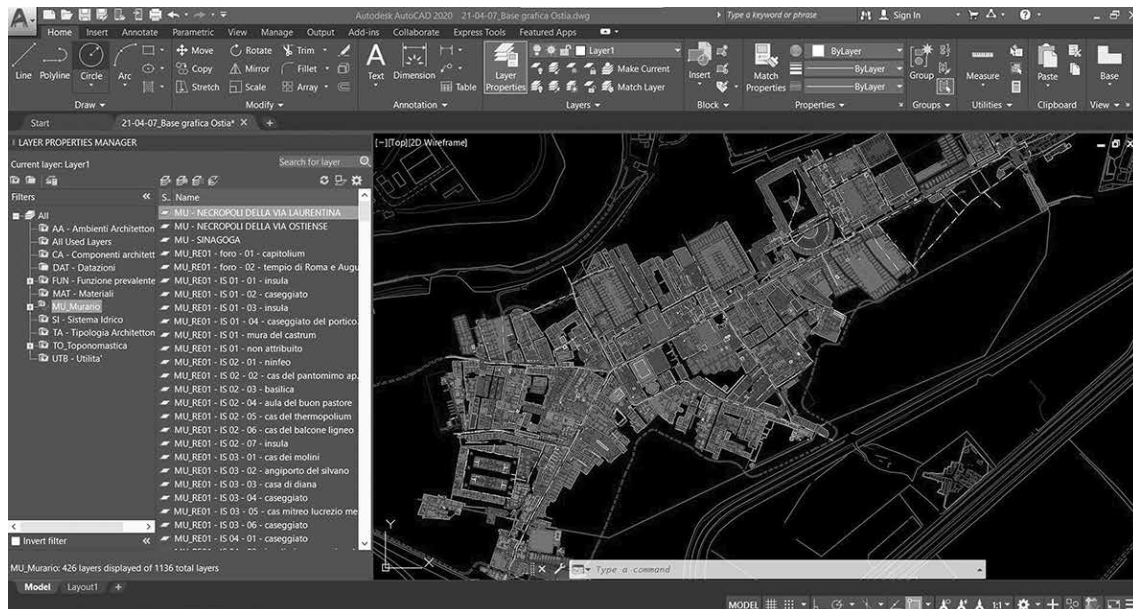 A
Autodesk AutoCAD 2020 21-04-07_Base grafica Ostia.dwg
Type a keyword or phrase
Sign In
Home Insert Annotate Parametric View Manage Output Add-ins Collaborate Express Tools Featured Apps
Line Polyline Circle Arc
Move Rotate Trim
Copy Mirror Fillet
Stretch Scale Array
Text Dimension Table
Layer Properties
Layer1
Make Current
Match Layer
Insert
Match Properties
ByLayer
ByLayer
ByLayer
Group Measure Paste Base
Draw Modify Annotation Layers Block Properties Groups Utilities Clipboard View
Start 21-04-07_Base grafica Ostia*
LAYER PROPERTIES MANAGER
Current layer: Layer1
Search for layer
Filters
All
AA - Ambienti Architetton
All Used Layers
CA - Componenti architett
DAT - Datazioni
FUN - Funzione prevalente
MAT - Materiali
MU_Murario
SI - Sistema Idrico
TA - Tipologia Architetton
TO_Toponomastica
UTB - Utilita'
Invert filter
S.. Name
MU - NECROPOLI DELLA VIA LAURENTINA
MU - NECROPOLI DELLA VIA OSTIENSE
MU - SINAGOGA
MU_RE01 - foro - 01 - capitolium
MU_RE01 - foro - 02 - tempio di Roma e Augu
MU_RE01 - IS 01 - 01 - insula
MU_RE01 - IS 01 - 02 - caseggiato
MU_RE01 - IS 01 - 03 - insula
MU_RE01 - IS 01 - 04 - caseggiato del portico
MU_RE01 - IS 01 - mura del castrum
MU_RE01 - IS 01 - non attribuito
MU_RE01 - IS 02 - 01 - ninfeo
MU_RE01 - IS 02 - 02 - cas del pantomimo ap..
MU_RE01 - IS 02 - 03 - basilica
MU_RE01 - IS 02 - 04 - aula del buon pastore
MU_RE01 - IS 02 - 05 - cas del thermopolium
MU_RE01 - IS 02 - 06 - cas del balcone ligneo
MU_RE01 - IS 02 - 07 - insula
MU_RE01 - IS 03 - 01 - cas dei molini
MU_RE01 - IS 03 - 02 - angiporto del silvano
MU_RE01 - IS 03 - 03 - casa di diana
MU_RE01 - IS 03 - 04 - caseggiato
MU_RE01 - IS 03 - 05 - cas mitreo lucrezio me
MU_RE01 - IS 03 - 06 - caseggiato
MU_RE01 - IS 04 - 01 - caseggiato
MU_Murario: 426 layers displayed of 1136 total layers
[−][Top][2D Wireframe]
Y
X
Type a command
Model Layout1 +
MODEL 1:1